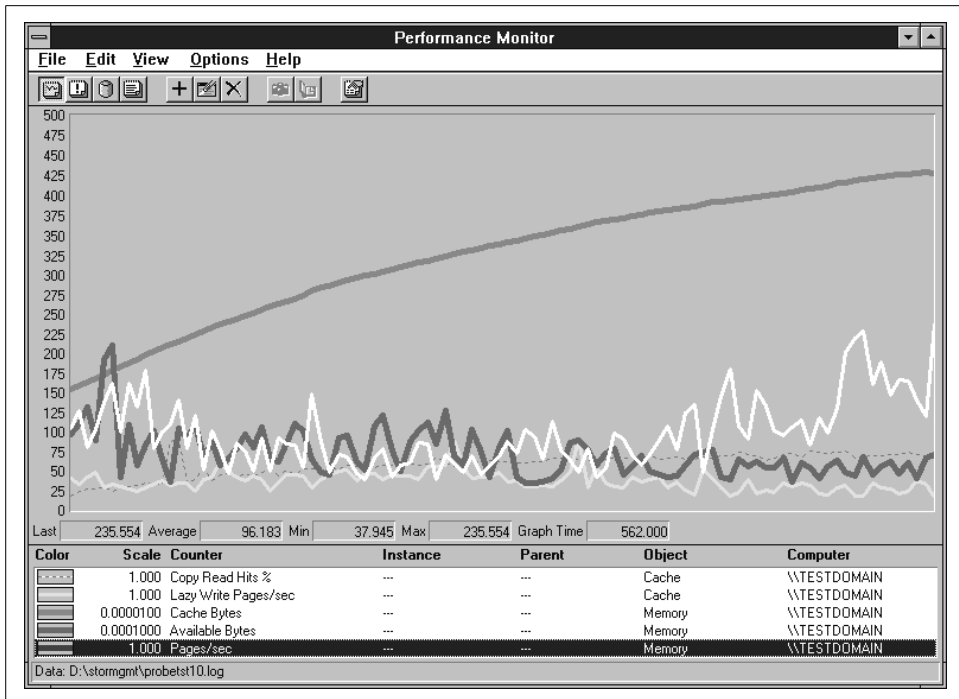 Performance Monitor
File Edit View Options Help
500
475
450
425
400
375
350
325
300
275
250
225
200
175
150
125
100
75
50
25
0
Last 235.554 Average 96.183 Min 37.945 Max 235.554 Graph Time 562.000
Color Scale Counter Instance Parent Object Computer
1.000 Copy Read Hits % --- --- Cache \\TESTDOMAIN
1.000 Lazy Write Pages/sec --- --- Cache \\TESTDOMAIN
0.0000100 Cache Bytes --- --- Memory \\TESTDOMAIN
0.0001000 Available Bytes --- --- Memory \\TESTDOMAIN
1.000 Pages/sec --- --- Memory \\TESTDOMAIN
Data: D:\stormgmt\probetst10.log